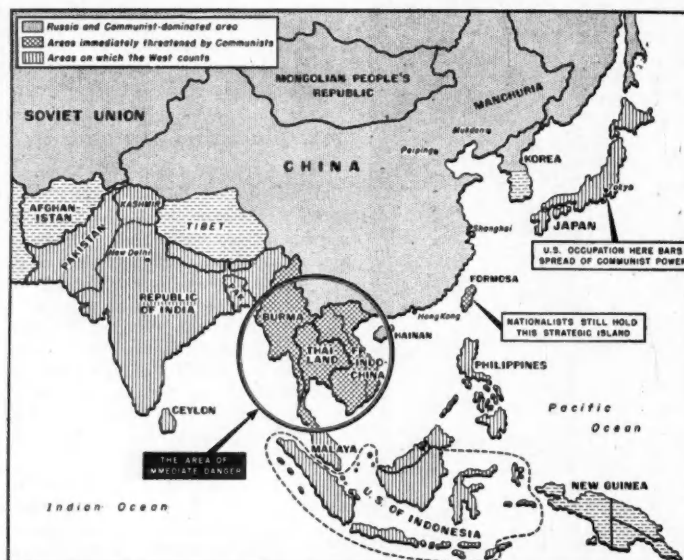 Russia and Communist-dominated area
Areas immediately threatened by Communists
Areas on which the West counts
SOVIET UNION
MONGOLIAN PEOPLE'S
REPUBLIC
MANCHURIA
Mukden
Peiping
CHINA
KOREA
Tokyo
JAPAN
AFGHAN-
ISTAN
KASHMIR
TIBET
PAKISTAN
New Delhi
Shanghai
U.S. OCCUPATION HERE BARS
SPREAD OF COMMUNIST POWER
REPUBLIC
OF INDIA
PAK.
FORMOSA
BURMA
Hong Kong
HAINAN
NATIONALISTS STILL HOLD
THIS STRATEGIC ISLAND
THAI-
LAND
FR.
INDO-
CHINA
PHILIPPINES
CEYLON
Pacific
Ocean
THE AREA OF
IMMEDIATE DANGER
MALAYA
U.S. OF INDONESIA
NEW GUINEA
Indian Ocean